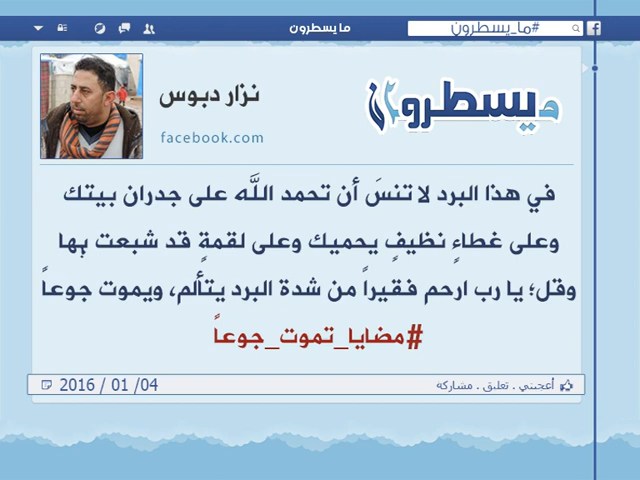 ما يسطرون
#ما_يسطرون
نزار دبوس
ما يسطرون
facebook.com
في هذا البرد لا تنسَ أن تحمد اللَّه على جدران بيتك
وعلى غطاءٍ نظيفٍ يحميك وعلى لقمةٍ قد شبعت بِها
وقل؛ يا رب ارحم فقيراً من شدة البرد يتألم، ويموت جوعاً
#مضايا_تموت_جوعاً
أعجبني . تعليق . مشاركه
2016 / 01 /04